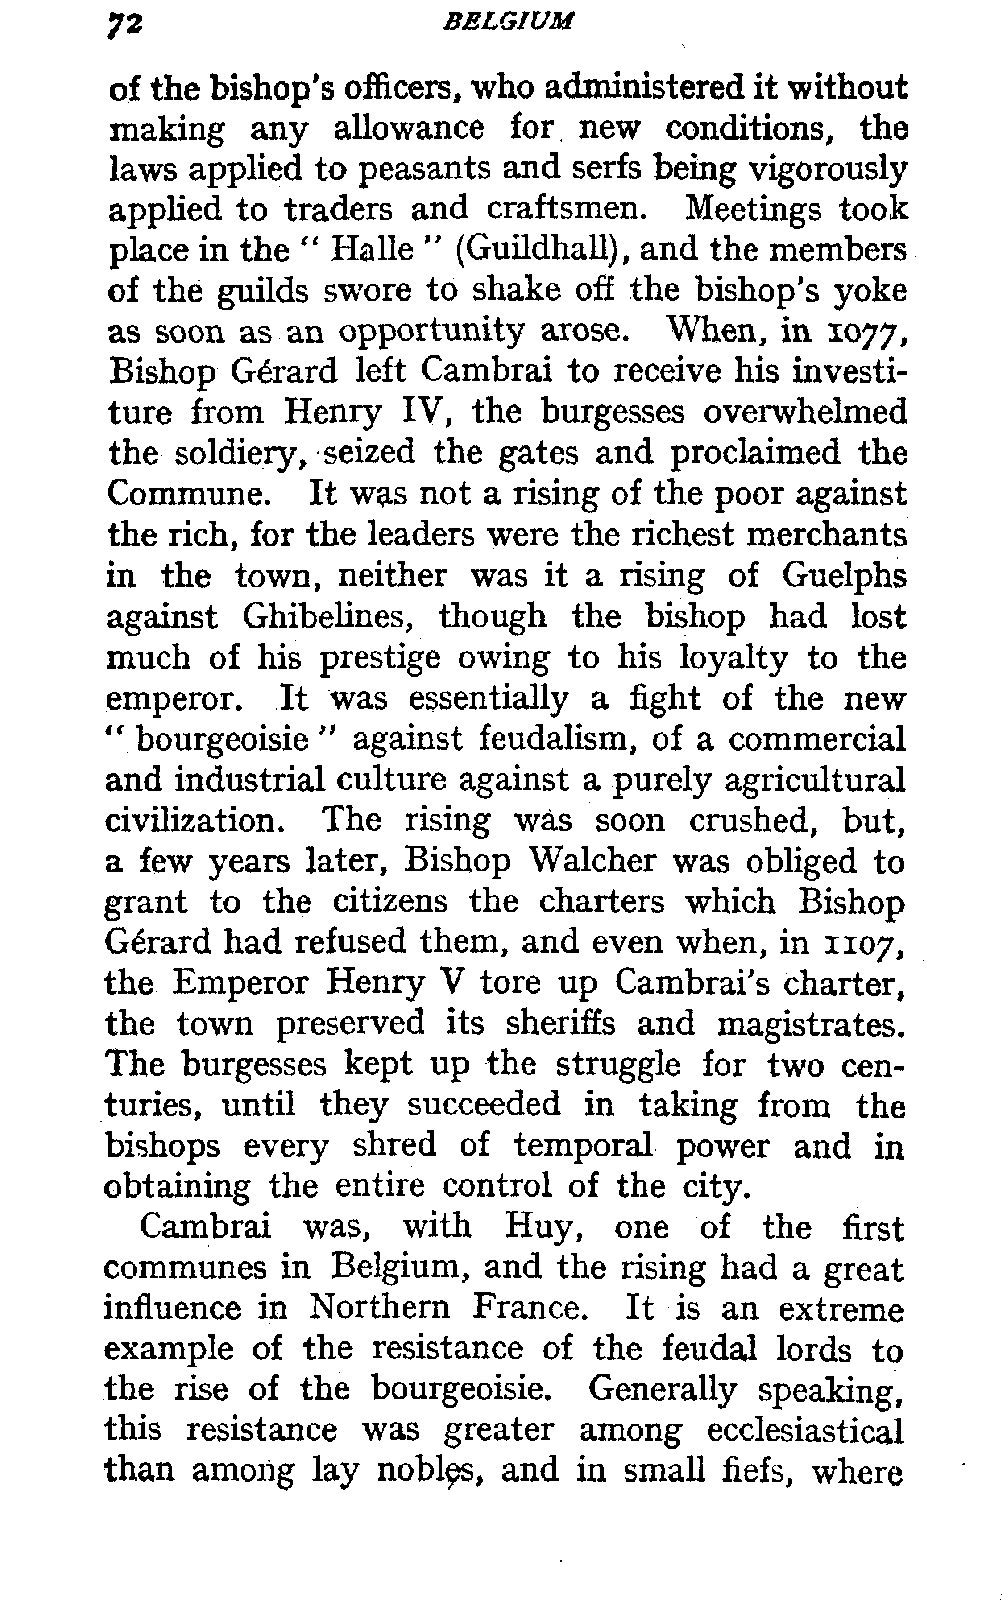 72 BELGIUM
of the bishop's officers, who administered it without
making any allowance for new conditions, the
laws applied to peasants and serfs being vigorously
applied to traders and craftsmen. Meetings took
place in the " Halle " (Guildhall), and the members
of the guilds swore to shake off the bishop's yoke
as soon as an opportunity arose. When, in 1077,
Bishop Gérard left Cambrai to receive his investi-
ture from Henry IV, the burgesses overwhelmed
the soldiery, seized the gates and proclaimed the
Commune. It was not a rising of the poor against
the rich, for the leaders were the richest merchants
in the town, neither was it a rising of Guelphs
against Ghibelines, though the bishop had lost
much of his prestige owing to his loyalty to the
emperor. It was essentially a fight of the new
" bourgeoisie " against feudalism, of a commercial
and industrial culture against a purely agricultural
civilization. The rising was soon crushed, but,
a few years later, Bishop Walcher was obliged to
grant to the citizens the charters which Bishop
Gérard had refused them, and even when, in 1107,
the Emperor Henry V tore up Cambrai's charter,
the town preserved its sheriffs and magistrates.
The burgesses kept up the struggle for two cen-
turies, until they succeeded in taking from the
bishops every shred of temporal power and in
obtaining the entire control of the city.
Cambrai was, with Huy, one of the first
communes in Belgium, and the rising had a great
influence in Northern France. It is an extreme
example of the resistance of the feudal lords to
the rise of the bourgeoisie. Generally speaking,
this resistance was greater among ecclesiastical
than among lay nobles, and in small fiefs, where